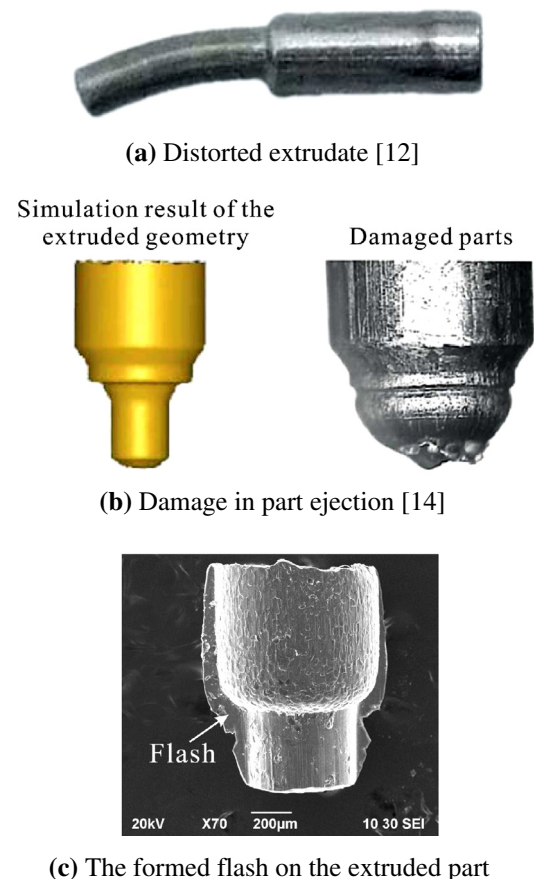 (a) Distorted extrudate [12]
Simulation result of the
extruded geometry
Damaged parts
(b) Damage in part ejection [14]
Flash
20kV X70 200μm 10 30 SEI
(c) The formed flash on the extruded part